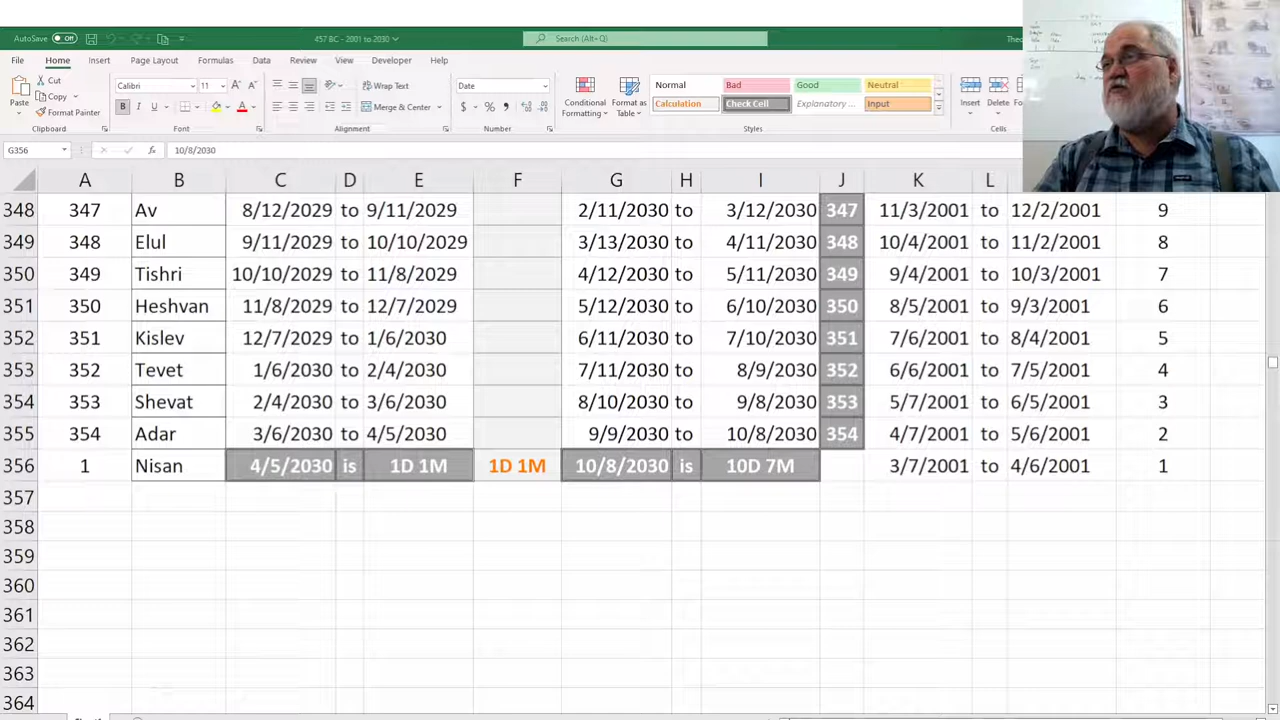 AutoSave Off 457 BC - 2001 to 2030 Search (Alt+Q)
File Home Insert Page Layout Formulas Data Review View Developer Help
Paste Cut Copy Format Painter
Clipboard
Calibri 11 A A
B I U A
Font
Wrap Text
Merge & Center
Alignment
Date
$ % ,
Number
Conditional Formatting Format as Table
Normal Bad Good Neutral
Calculation Check Cell Explanatory ... Input
Styles
Insert Delete
Cells
G356 fx 10/8/2030
A B C D E F G H I J K L
348 347 Av 8/12/2029 to 9/11/2029 2/11/2030 to 3/12/2030 347 11/3/2001 to 12/2/2001 9
349 348 Elul 9/11/2029 to 10/10/2029 3/13/2030 to 4/11/2030 348 10/4/2001 to 11/2/2001 8
350 349 Tishri 10/10/2029 to 11/8/2029 4/12/2030 to 5/11/2030 349 9/4/2001 to 10/3/2001 7
351 350 Heshvan 11/8/2029 to 12/7/2029 5/12/2030 to 6/10/2030 350 8/5/2001 to 9/3/2001 6
352 351 Kislev 12/7/2029 to 1/6/2030 6/11/2030 to 7/10/2030 351 7/6/2001 to 8/4/2001 5
353 352 Tevet 1/6/2030 to 2/4/2030 7/11/2030 to 8/9/2030 352 6/6/2001 to 7/5/2001 4
354 353 Shevat 2/4/2030 to 3/6/2030 8/10/2030 to 9/8/2030 353 5/7/2001 to 6/5/2001 3
355 354 Adar 3/6/2030 to 4/5/2030 9/9/2030 to 10/8/2030 354 4/7/2001 to 5/6/2001 2
356 1 Nisan 4/5/2030 is 1D 1M 1D 1M 10/8/2030 is 10D 7M 3/7/2001 to 4/6/2001 1
357
358
359
360
361
362
363
364